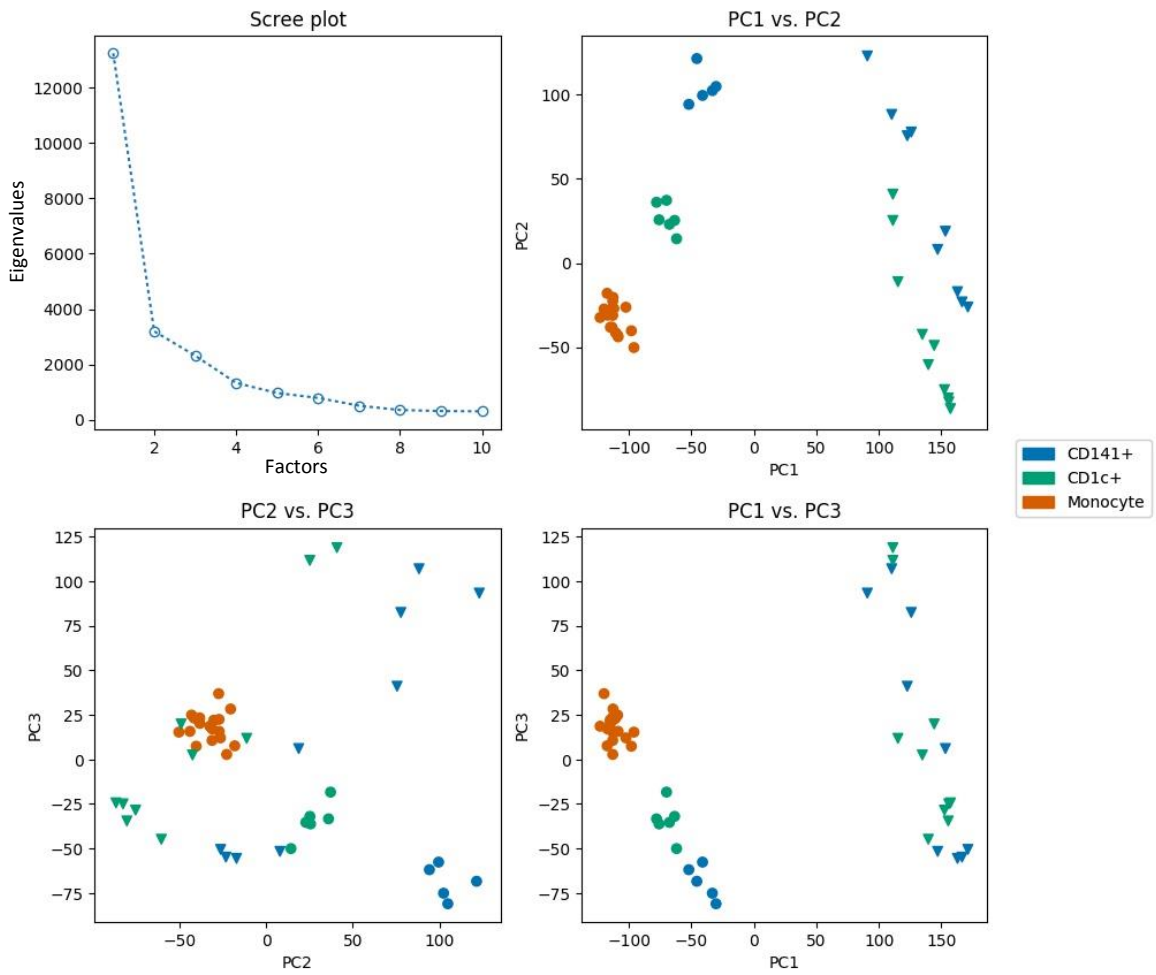 Scree plot
Eigenvalues
12000
10000
8000
6000
4000
2000
0
2 4 6 8 10
Factors
PC1 vs. PC2
PC2
100
50
0
−50
−100 −50 0 50 100 150
PC1
CD141+
CD1c+
Monocyte
PC2 vs. PC3
PC3
125
100
75
50
25
0
−25
−50
−75
−50 0 50 100
PC2
PC1 vs. PC3
PC3
125
100
75
50
25
0
−25
−50
−75
−100 −50 0 50 100 150
PC1